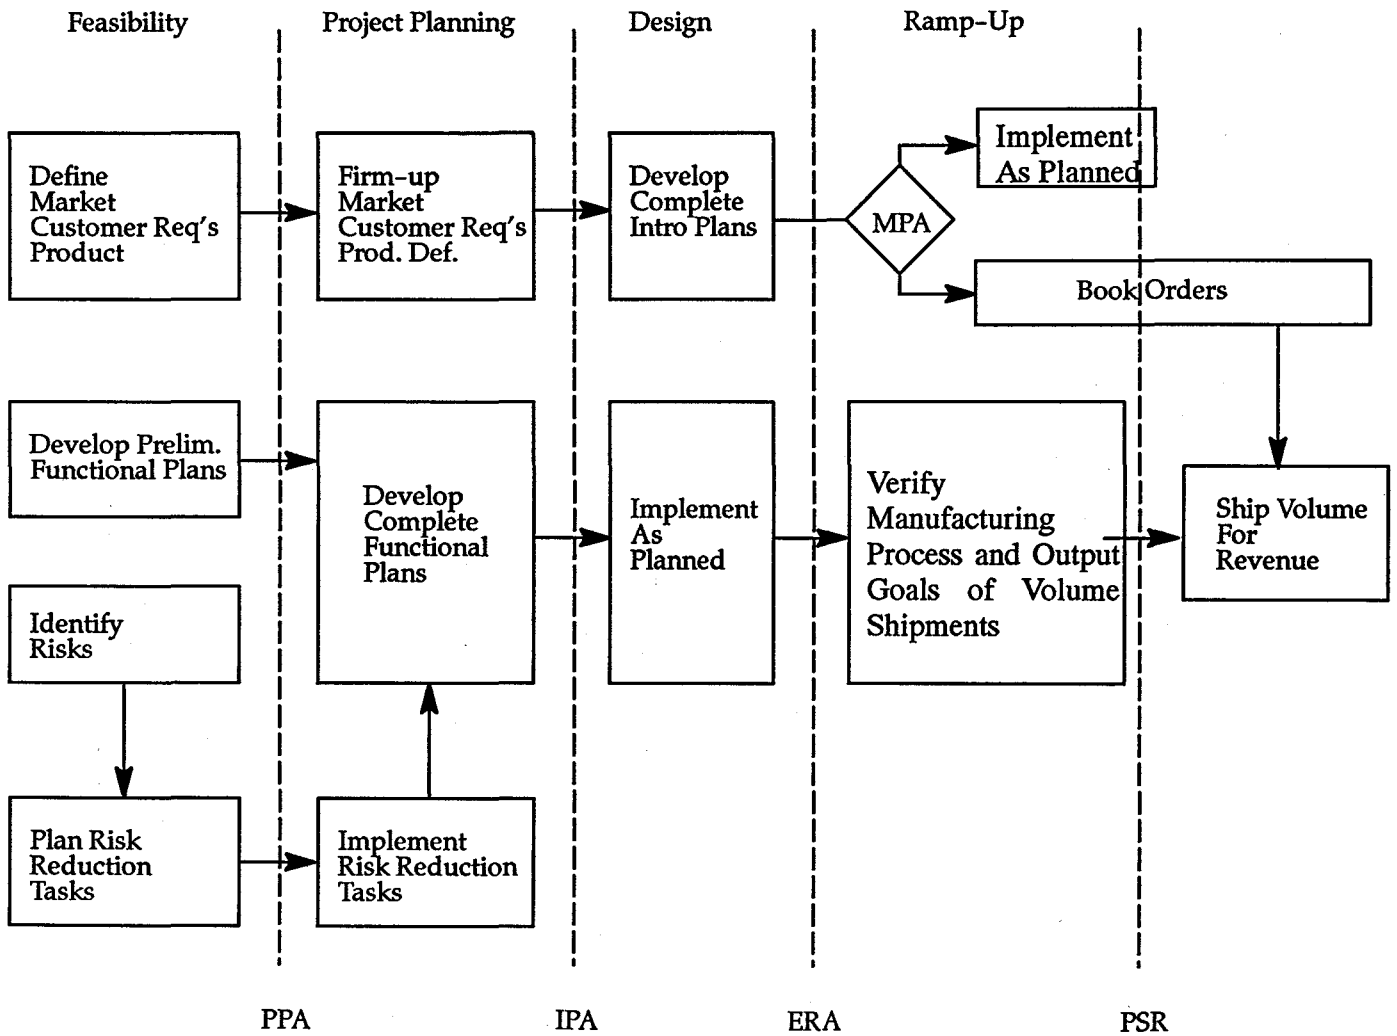 Feasibility
Project Planning
Design
Ramp-Up
Define
Market
Customer Req's
Product
Firm-up
Market
Customer Req's
Prod. Def.
Develop
Complete
Intro Plans
MPA
Implement
As Planned
Book Orders
Develop Prelim.
Functional Plans
Develop
Complete
Functional
Plans
Implement
As
Planned
Verify
Manufacturing
Process and Output
Goals of Volume
Shipments
Ship Volume
For
Revenue
Identify
Risks
Plan Risk
Reduction
Tasks
Implement
Risk Reduction
Tasks
PPA
IPA
ERA
PSR